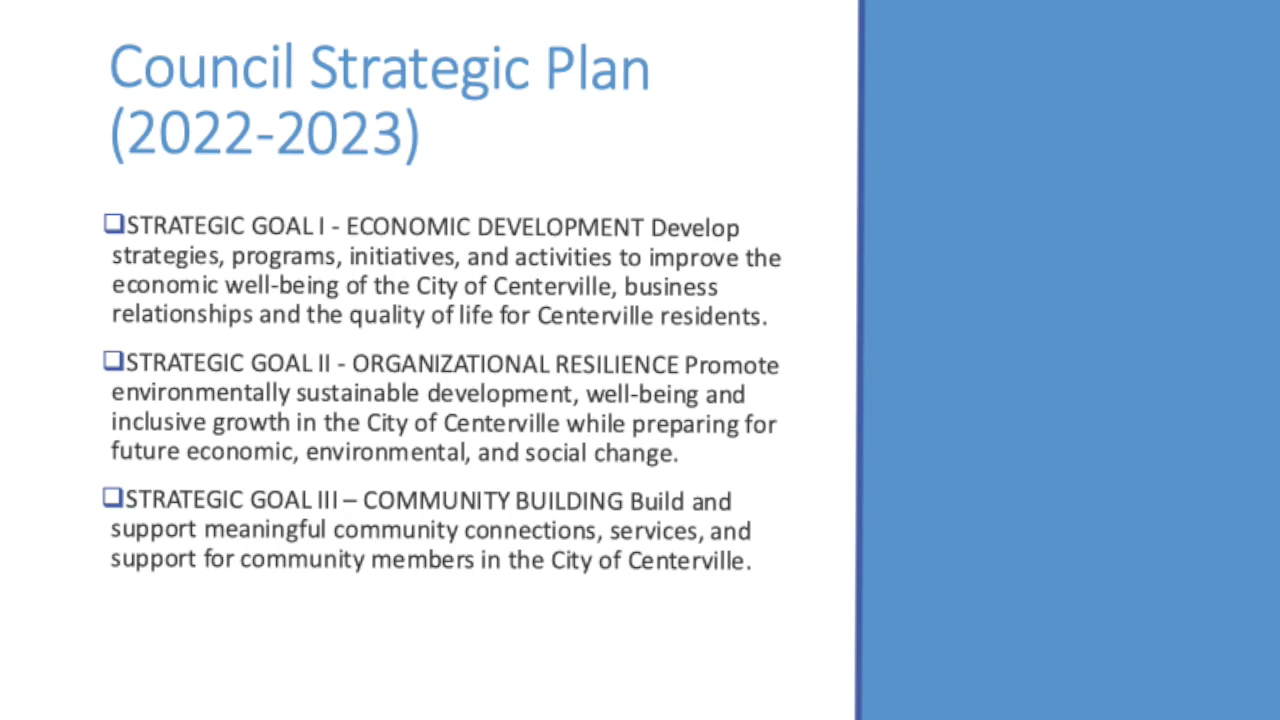 Council Strategic Plan
(2022-2023)
❑STRATEGIC GOAL I - ECONOMIC DEVELOPMENT Develop
strategies, programs, initiatives, and activities to improve the
economic well-being of the City of Centerville, business
relationships and the quality of life for Centerville residents.
❑STRATEGIC GOAL II - ORGANIZATIONAL RESILIENCE Promote
environmentally sustainable development, well-being and
inclusive growth in the City of Centerville while preparing for
future economic, environmental, and social change.
❑STRATEGIC GOAL III – COMMUNITY BUILDING Build and
support meaningful community connections, services, and
support for community members in the City of Centerville.